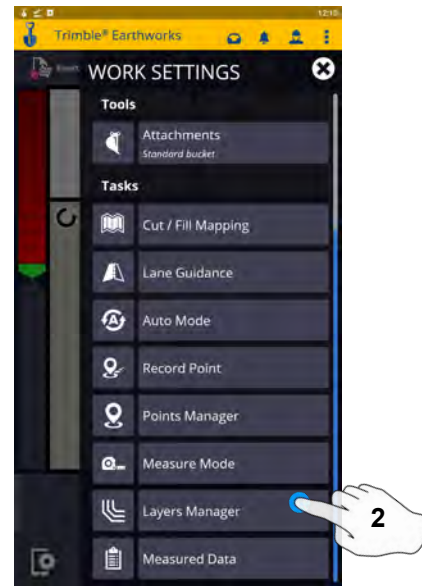 12:10
Trimble® Earthworks
WORK SETTINGS
Tools
Attachments
Standard bucket
Tasks
Cut / Fill Mapping
Lane Guidance
Auto Mode
Record Point
Points Manager
Measure Mode
Layers Manager
2
Measured Data